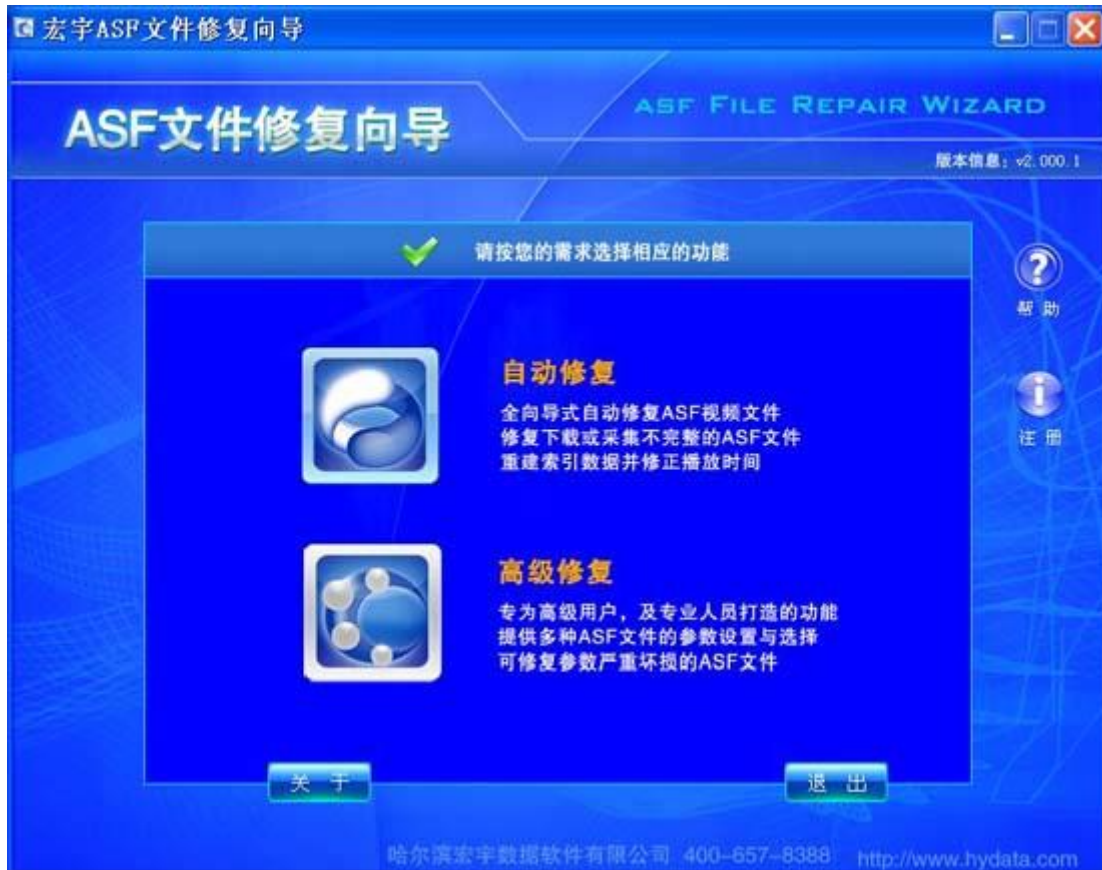 宏宇ASF文件修复向导
ASF文件修复向导
ASF FILE REPAIR WIZARD
版本信息：v2.000.1
请按您的需求选择相应的功能
帮 助
自动修复
全向导式自动修复ASF视频文件
修复下载或采集不完整的ASF文件
重建索引数据并修正播放时间
注 册
高级修复
专为高级用户，及专业人员打造的功能
提供多种ASF文件的参数设置与选择
可修复参数严重坏损的ASF文件
关 于
退 出
哈尔滨宏宇数据软件有限公司 400-657-8388 http://www.hydata.com